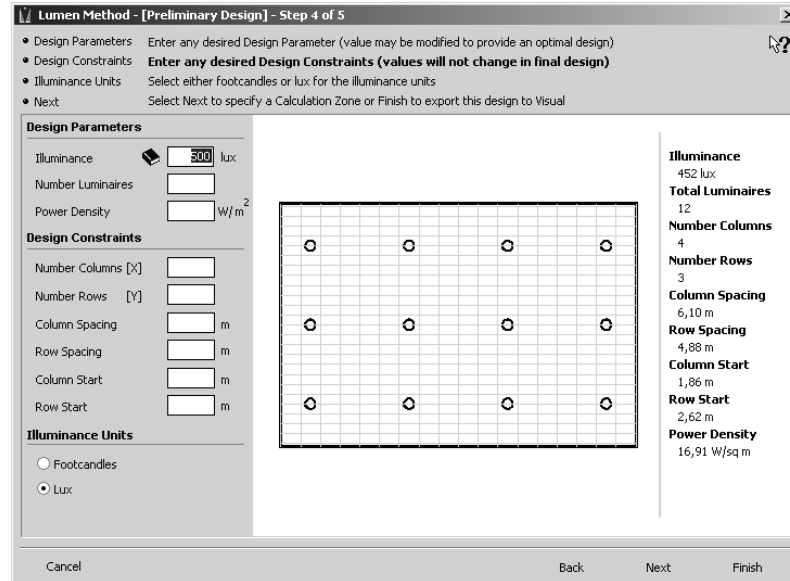 Lumen Method - [Preliminary Design] - Step 4 of 5
Design Parameters Enter any desired Design Parameter (value may be modified to provide an optimal design)
Design Constraints Enter any desired Design Constraints (values will not change in final design)
Illuminance Units Select either footcandles or lux for the illuminance units
Next Select Next to specify a Calculation Zone or Finish to export this design to Visual
Design Parameters
Illuminance 500 lux
Number Luminaires
Power Density W/m²
Design Constraints
Number Columns [X]
Number Rows [Y]
Column Spacing m
Row Spacing m
Column Start m
Row Start m
Illuminance Units
Footcandles
Lux
Illuminance
452 lux
Total Luminaires
12
Number Columns
4
Number Rows
3
Column Spacing
6,10 m
Row Spacing
4,88 m
Column Start
1,86 m
Row Start
2,62 m
Power Density
16,91 W/sq m
Cancel Back Next Finish